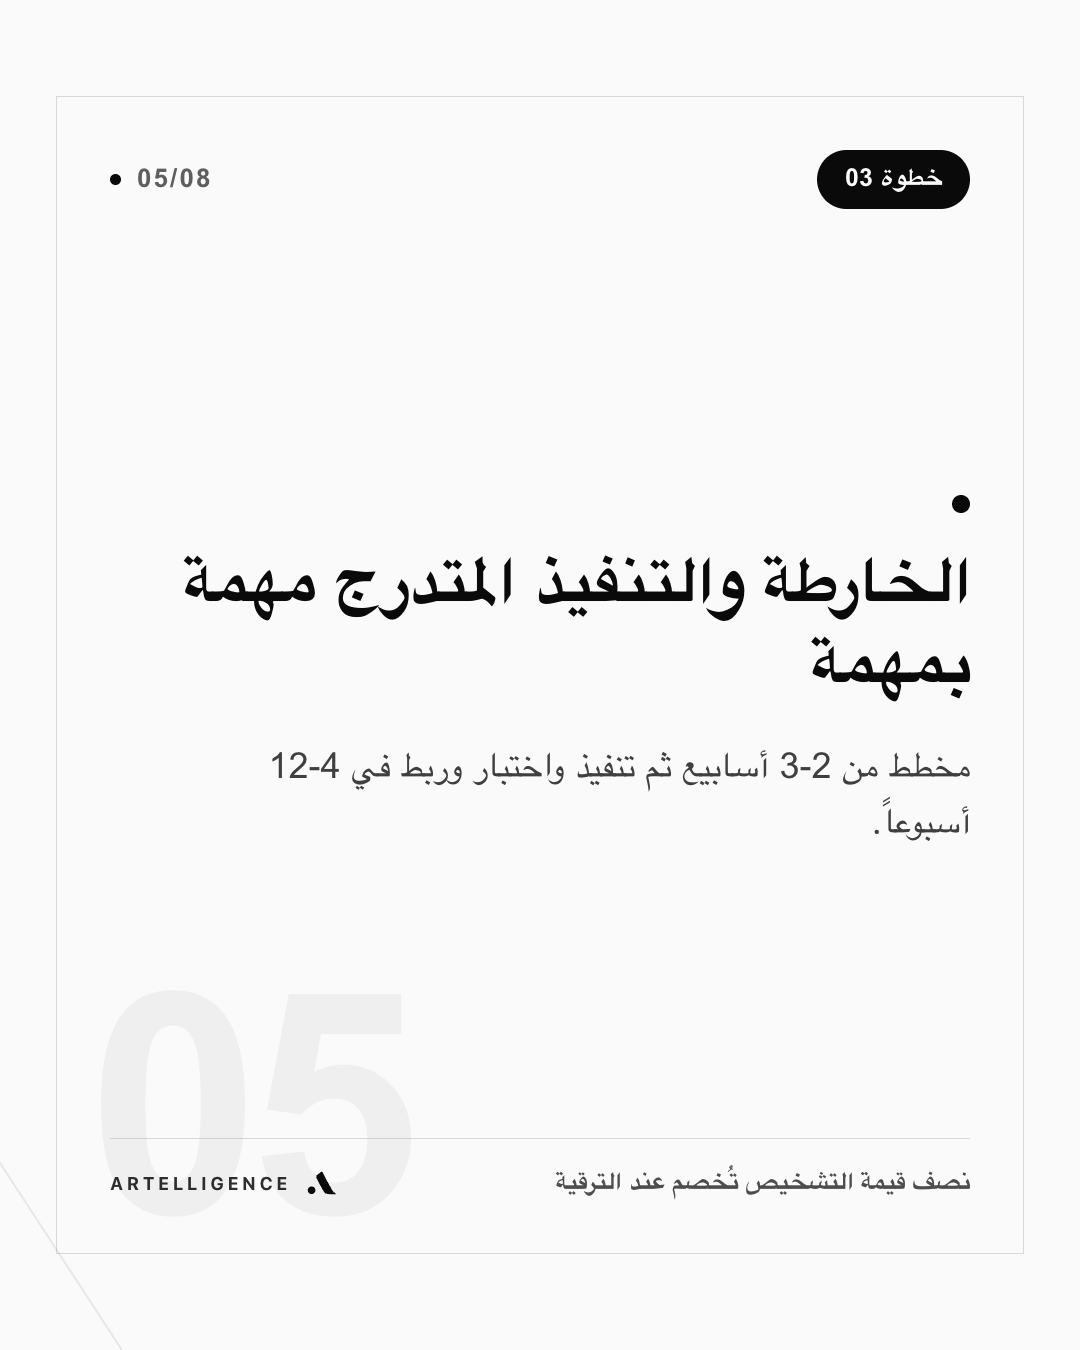 خطوة 03
05/08
الخارطة والتنفيذ المتدرج مهمة
بمهمة
مخطط من 2-3 أسابيع ثم تنفيذ واختبار وربط في 4-12
أسبوعاً.
05
نصف قيمة التشخيص تُخصم عند الترقية
ARTELLIGENCE